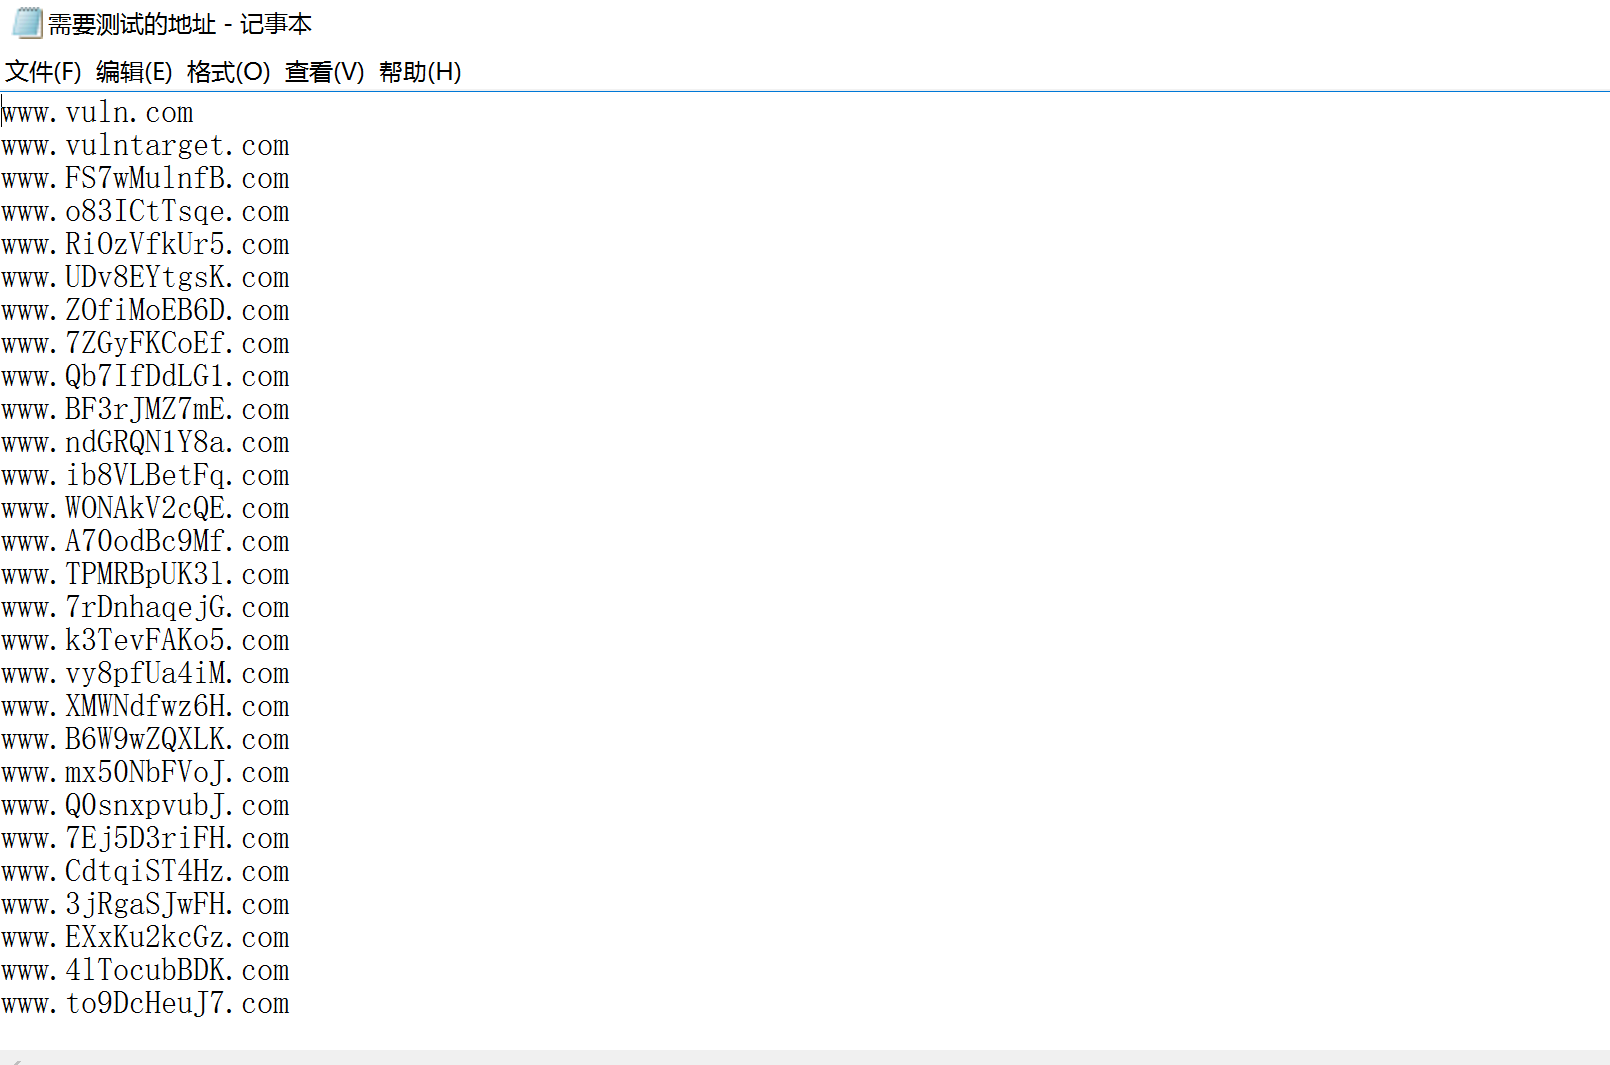 需要测试的地址 - 记事本
文件(F) 编辑(E) 格式(O) 查看(V) 帮助(H)
www.vuln.com
www.vulntarget.com
www.FS7wMulnfB.com
www.o83ICtTsqe.com
www.RiOzVfkUr5.com
www.UDv8EYtgsK.com
www.ZOfiMoEB6D.com
www.7ZGyFKCoEf.com
www.Qb7IfDdLG1.com
www.BF3rJMZ7mE.com
www.ndGRQN1Y8a.com
www.ib8VLBetFq.com
www.WONAkV2cQE.com
www.A70odBc9Mf.com
www.TPMRBpUK3l.com
www.7rDnhaqejG.com
www.k3TevFAKo5.com
www.vy8pfUa4iM.com
www.XMWNdfwz6H.com
www.B6W9wZQXLK.com
www.mx50NbFVoJ.com
www.Q0snxpvubJ.com
www.7Ej5D3riFH.com
www.CdtqiST4Hz.com
www.3jRgaSJwFH.com
www.EXxKu2kcGz.com
www.4lTocubBDK.com
www.to9DcHeuJ7.com